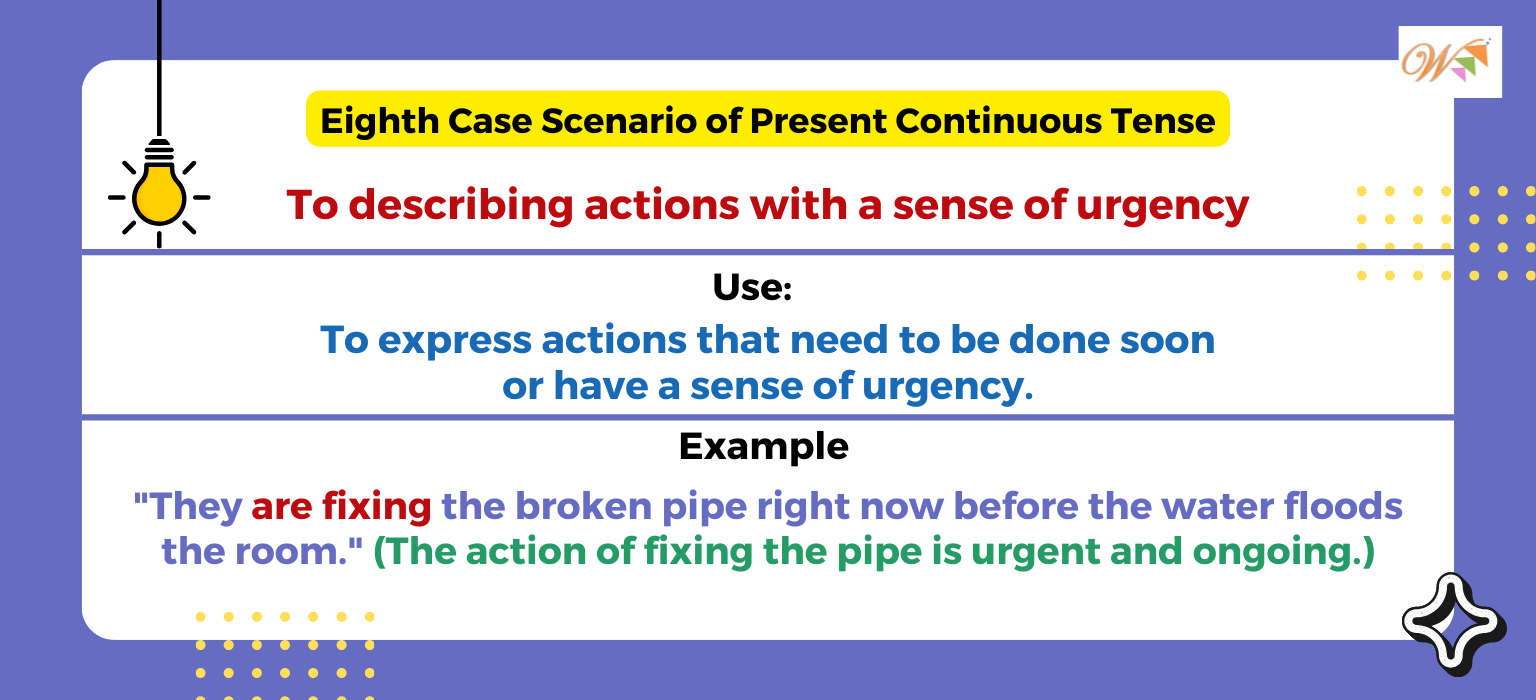 Eighth Case Scenario of Present Continuous Tense
To describing actions with a sense of urgency
Use:
To express actions that need to be done soon
or have a sense of urgency.
Example
"They are fixing the broken pipe right now before the water floods
the room." (The action of fixing the pipe is urgent and ongoing.)
W